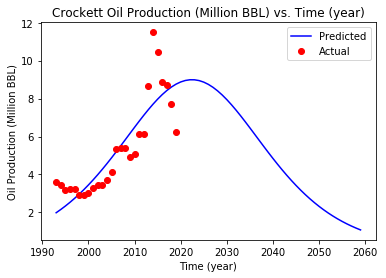 Crockett Oil Production (Million BBL) vs. Time (year)
Predicted
Actual
Oil Production (Million BBL)
12
10
8
6
4
2
1990 2000 2010 2020 2030 2040 2050 2060
Time (year)